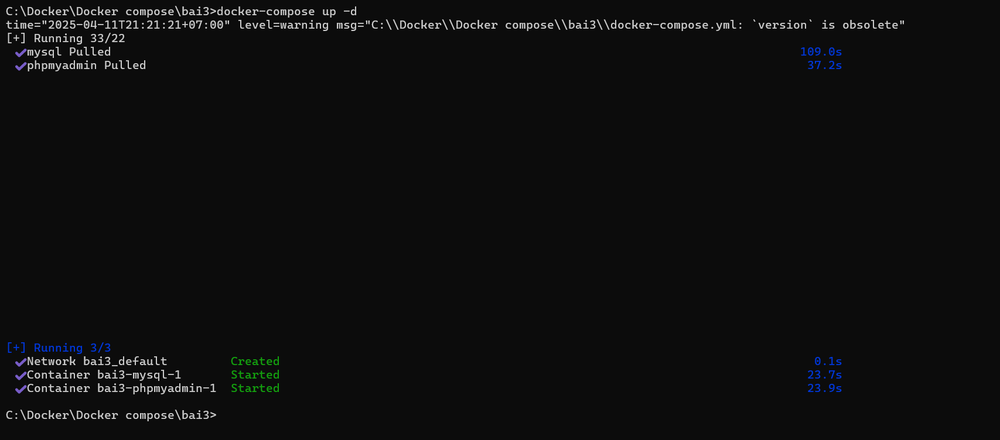 C:\Docker\Docker compose\bai3>docker-compose up -d
time="2025-04-11T21:21:21+07:00" level=warning msg="C:\\Docker\\Docker compose\\bai3\\docker-compose.yml: `version` is obsolete"
[+] Running 33/22
✔mysql Pulled 109.0s
✔phpmyadmin Pulled 37.2s
[+] Running 3/3
✔Network bai3_default Created 0.1s
✔Container bai3-mysql-1 Started 23.7s
✔Container bai3-phpmyadmin-1 Started 23.9s
C:\Docker\Docker compose\bai3>